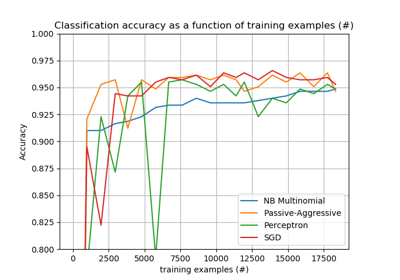 Classification accuracy as a function of training examples (#)
1.000
0.975
0.950
0.925
0.900
0.875
0.850
0.825
0.800
Accuracy
NB Multinomial
Passive-Aggressive
Perceptron
SGD
0 2500 5000 7500 10000 12500 15000 17500
training examples (#)